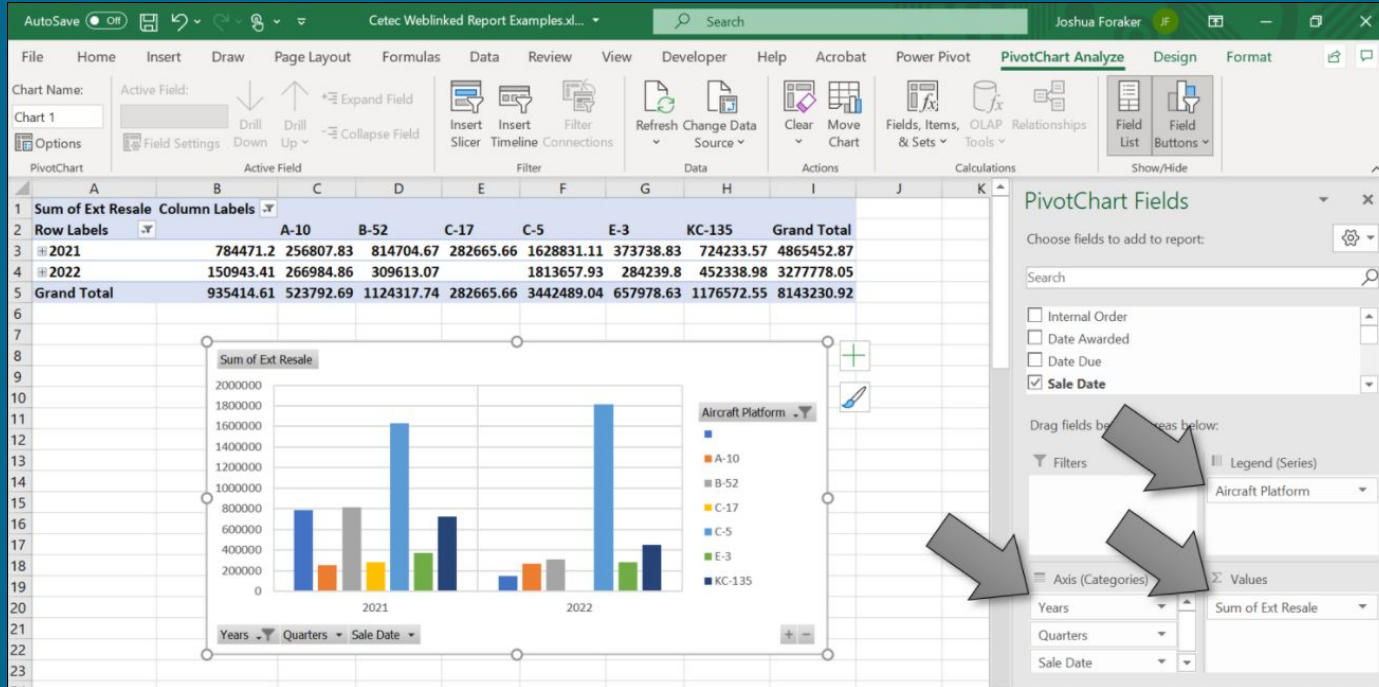 AutoSave Off Cetec Weblinked Report Examples.xl... Search Joshua Foraker JF
File Home Insert Draw Page Layout Formulas Data Review View Developer Help Acrobat Power Pivot PivotChart Analyze Design Format
Chart Name:
Chart 1
Options
PivotChart
Active Field:
Field Settings
Drill Down
Drill Up
Expand Field
Collapse Field
Active Field
Insert Slicer
Insert Timeline
Filter Connections
Filter
Refresh
Change Data Source
Data
Clear
Move Chart
Actions
Fields, Items, & Sets
OLAP Tools
Relationships
Calculations
Field List
Field Buttons
Show/Hide
A B C D E F G H I J K
1 Sum of Ext Resale Column Labels
2 Row Labels A-10 B-52 C-17 C-5 E-3 KC-135 Grand Total
3 2021 784471.2 256807.83 814704.67 282665.66 1628831.11 373738.83 724233.57 4865452.87
4 2022 150943.41 266984.86 309613.07 1813657.93 284239.8 452338.98 3277778.05
5 Grand Total 935414.61 523792.69 1124317.74 282665.66 3442489.04 657978.63 1176572.55 8143230.92
6
7
8
9
10
11
12
13
14
15
16
17
18
19
20
21
22
23
Sum of Ext Resale
2000000
1800000
1600000
1400000
1200000
1000000
800000
600000
400000
200000
0
2021 2022
Aircraft Platform
A-10
B-52
C-17
C-5
E-3
KC-135
Years Quarters Sale Date
PivotChart Fields
Choose fields to add to report:
Search
Internal Order
Date Awarded
Date Due
Sale Date
Drag fields be areas below:
Filters
Legend (Series)
Aircraft Platform
Axis (Categories)
Years
Quarters
Sale Date
Σ Values
Sum of Ext Resale